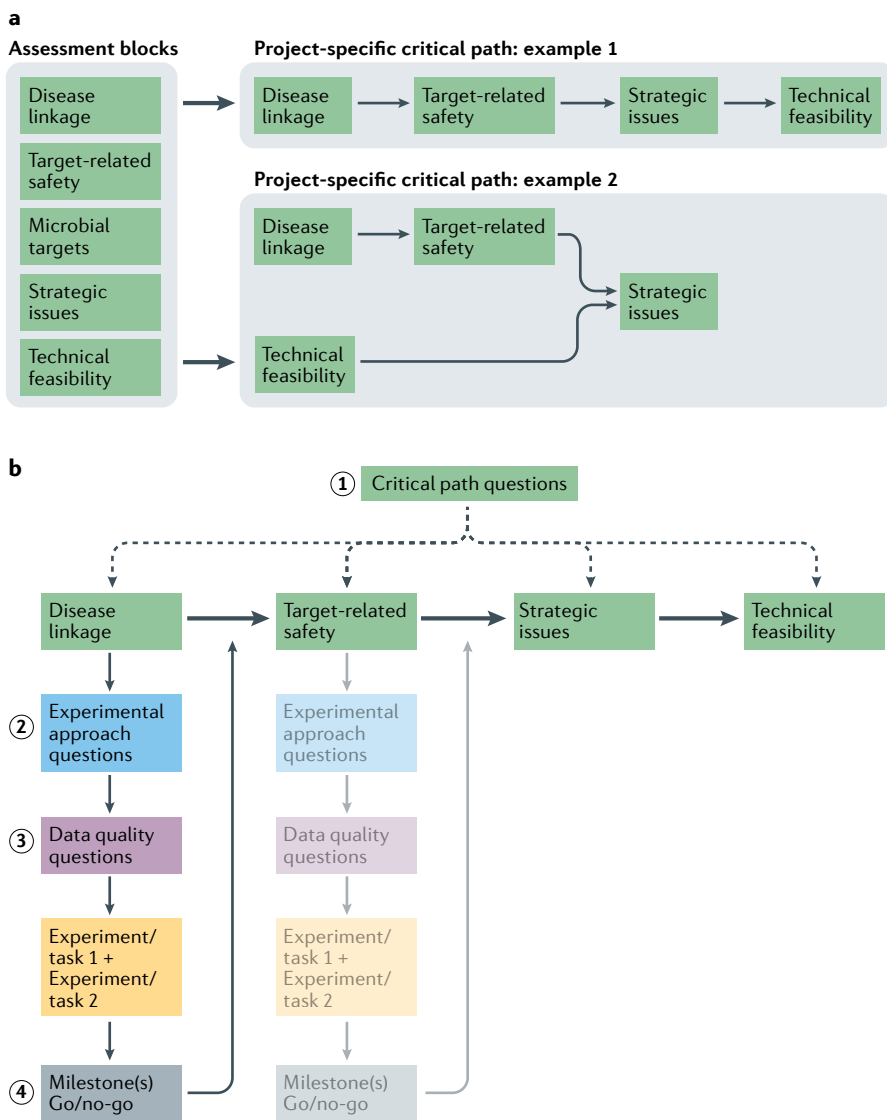 a
Assessment blocks
Disease
linkage
Target-related
safety
Microbial
targets
Strategic
issues
Technical
feasibility
Project-specific critical path: example 1
Disease
linkage
Target-related
safety
Strategic
issues
Technical
feasibility
Project-specific critical path: example 2
Disease
linkage
Target-related
safety
Strategic
issues
Technical
feasibility
b
1 Critical path questions
Disease
linkage
Target-related
safety
Strategic
issues
Technical
feasibility
2 Experimental
approach
questions
3 Data quality
questions
Experiment/
task 1 +
Experiment/
task 2
4 Milestone(s)
Go/no-go
Experimental
approach
questions
Data quality
questions
Experiment/
task 1 +
Experiment/
task 2
Milestone(s)
Go/no-go